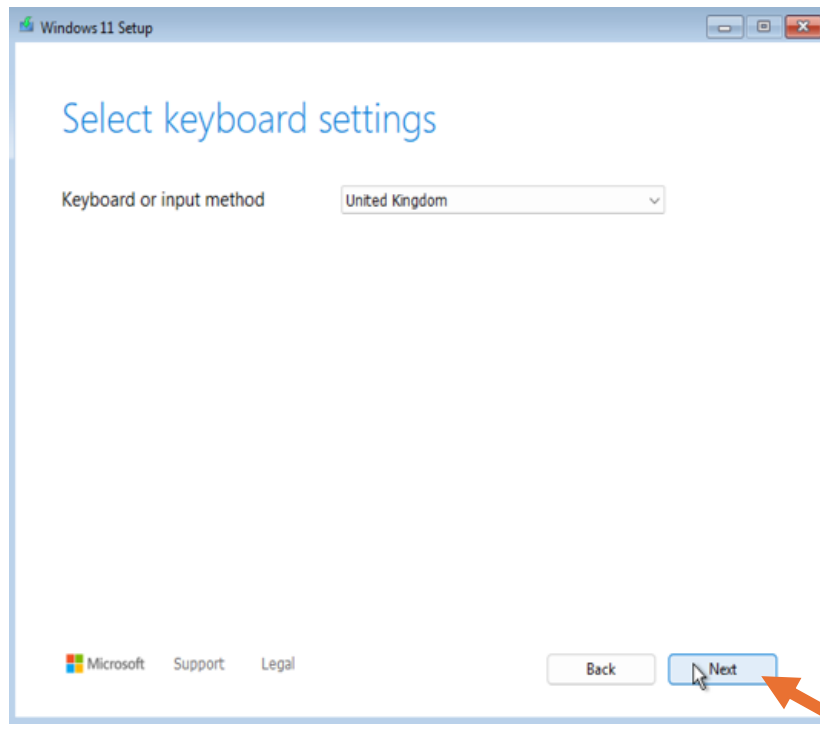 Windows 11 Setup
Select keyboard settings
Keyboard or input method United Kingdom
Microsoft Support Legal Back Next